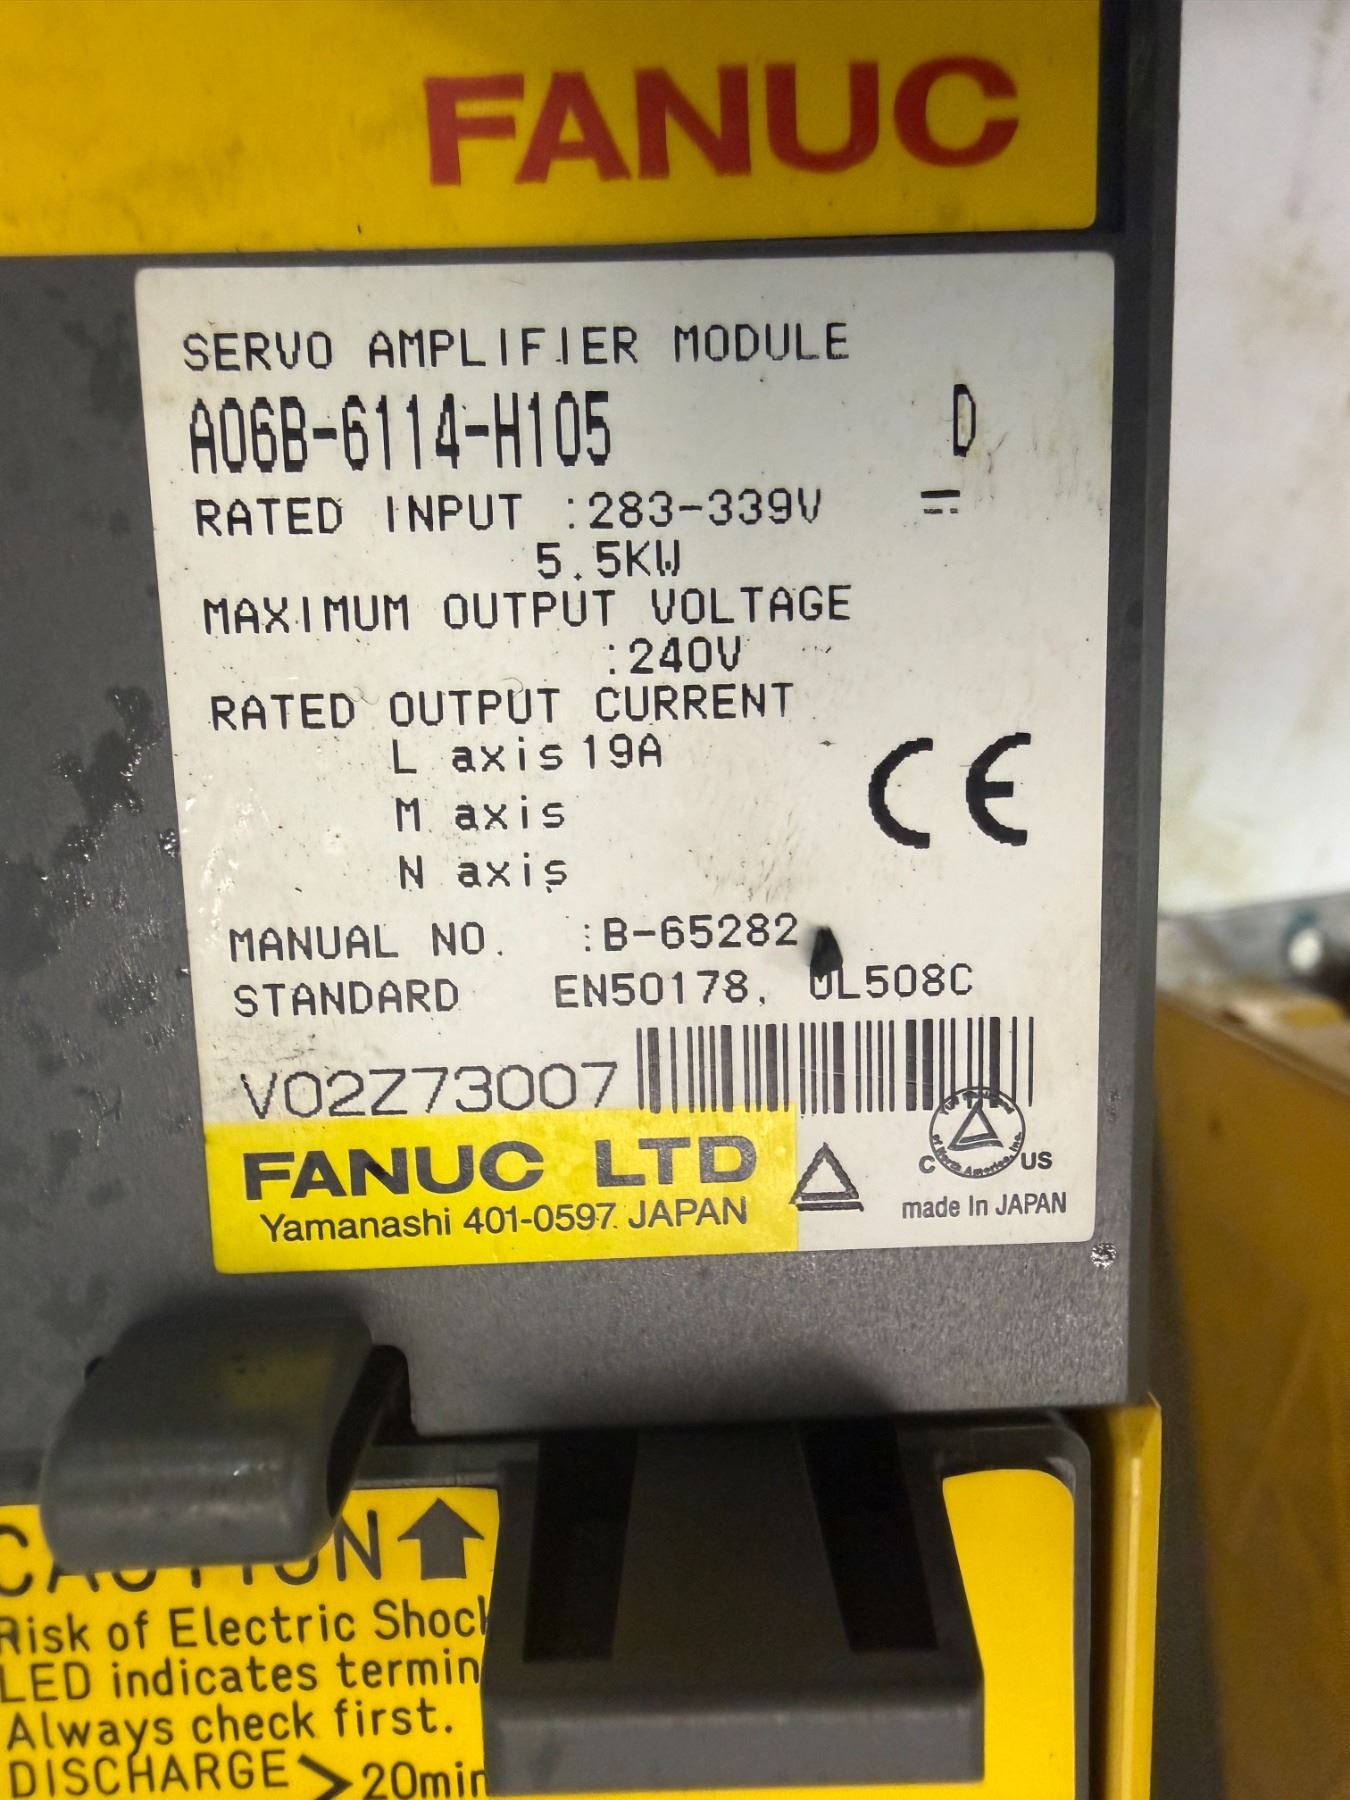 FANUC
SERVO AMPLIFIER MODULE
A06B-6114-H105 D
RATED INPUT :283-339V
5.5KW
MAXIMUM OUTPUT VOLTAGE
:240V
RATED OUTPUT CURRENT
L axis 19A
M axis
N axis
CE
MANUAL NO. :B-65282
STANDARD EN50178, UL508C
V02Z73007
FANUC LTD
Yamanashi 401-0597 JAPAN
C US
made In JAPAN
CAUTION
Risk of Electric Shock
LED indicates termin
Always check first.
DISCHARGE > 20min